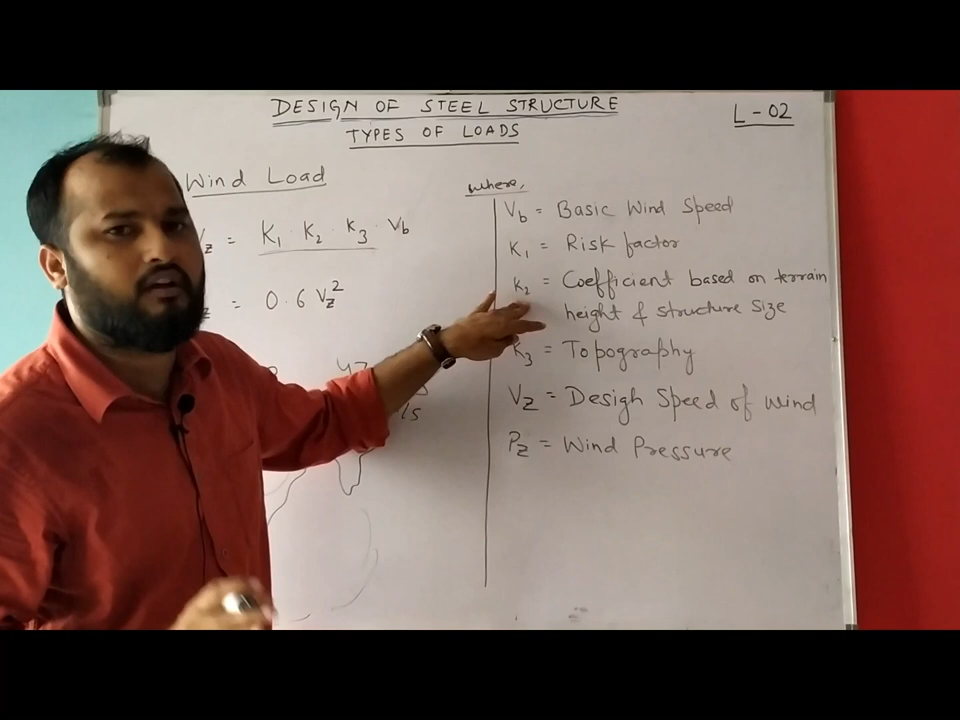 DESIGN OF STEEL STRUCTURE
TYPES OF LOADS
L-02
Wind Load
Vz = K1 · K2 · K3 · Vb
z = 0.6 Vz²
47
/s
where,
Vb = Basic Wind Speed
K1 = Risk factor
K2 = Coefficient based on terrain
height & structure size
K3 = Topography
Vz = Desigh Speed of Wind
Pz = Wind Pressure